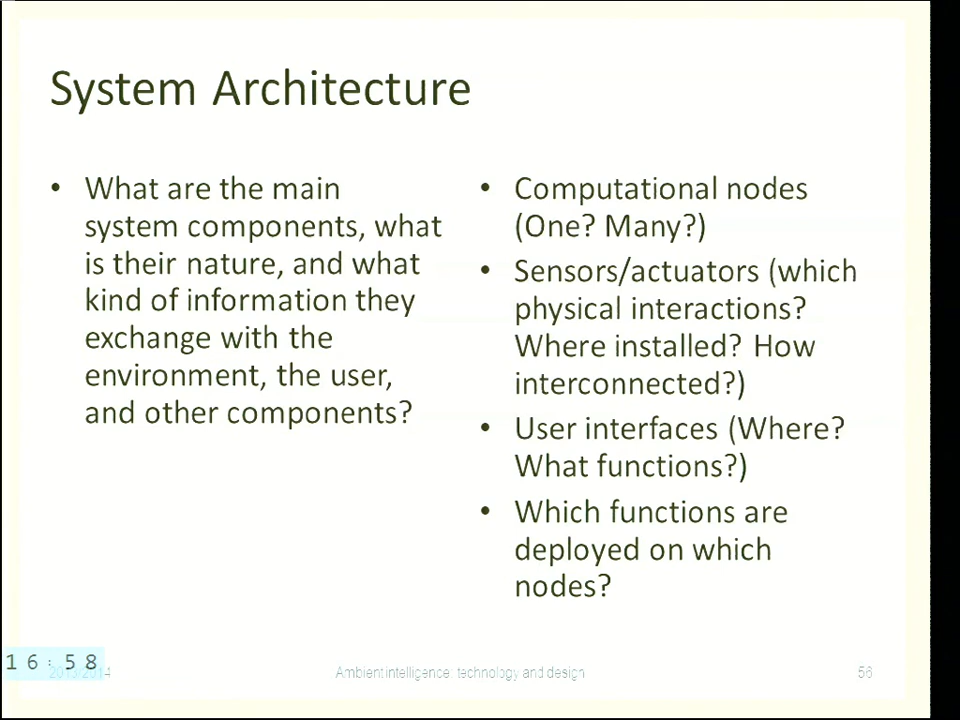 System Architecture
• What are the main
system components, what
is their nature, and what
kind of information they
exchange with the
environment, the user,
and other components?
• Computational nodes
(One? Many?)
• Sensors/actuators (which
physical interactions?
Where installed? How
interconnected?)
• User interfaces (Where?
What functions?)
• Which functions are
deployed on which
nodes?
16:58
2013/2014
Ambient intelligence: technology and design
56